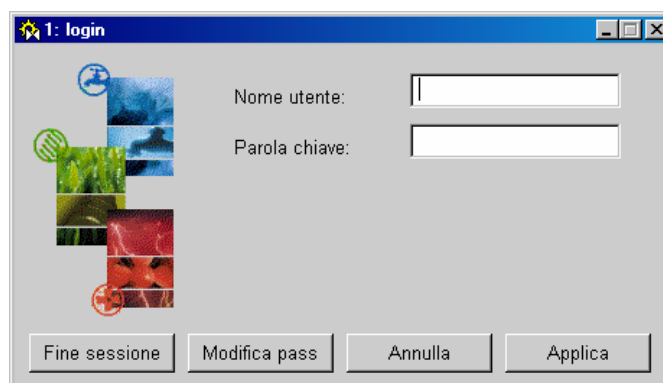 1: login
Nome utente:
Parola chiave:
Fine sessione Modifica pass Annulla Applica